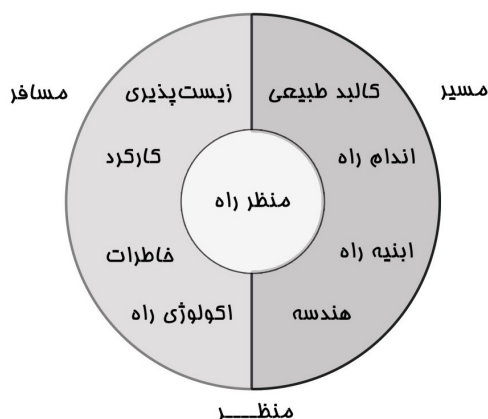 مسیر
مسافر
کالبد طبیعی
زیست‌پذیری
اندام راه
کارکرد
منظر راه
ابنیه راه
خاطرات
هندسه
اکولوژی راه
منظـــر